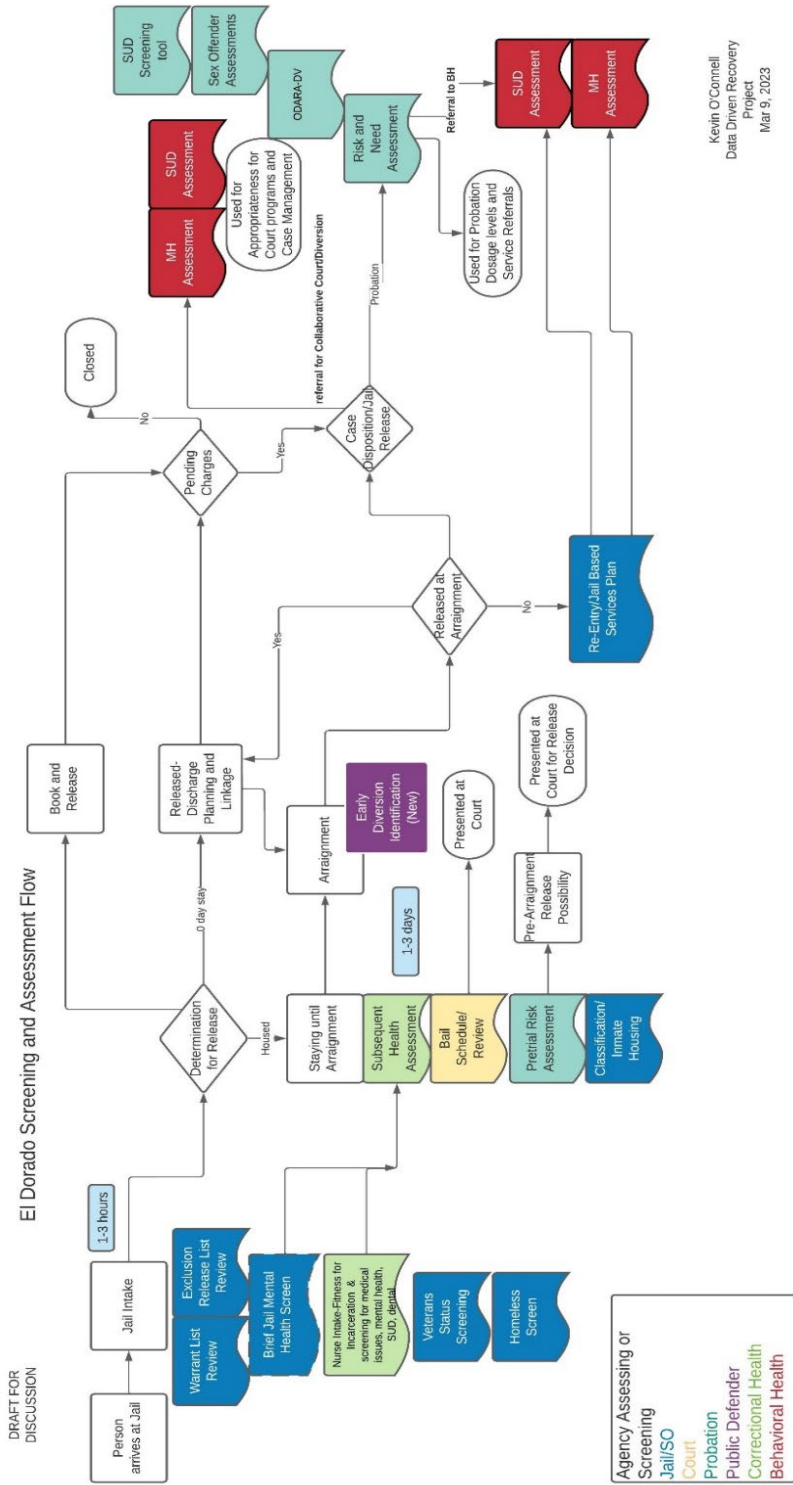 DRAFT FOR
DISCUSSION
El Dorado Screening and Assessment Flow
Person
arrives at Jail
Jail Intake
1-3 hours
Warrant List
Review
Exclusion
Release List
Review
Brief Jail Mental
Health Screen
Nurse Intake-Fitness for
Incarceration &
screening for medical
issues, mental health,
SUD, dental
Veterans
Status
Screening
Homeless
Screen
Determination
for Release
0 day stay
Housed
Book and
Release
Released-
Discharge
Planning and
Linkage
Staying until
Arraignment
Subsequent
Health
Assessment
Bail
Schedule/
Review
Pretrial Risk
Assessment
Classification/
Inmate
Housing
Arraignment
Early
Diversion
Identification
(New)
1-3 days
Presented at
Court
Pre-Arraignment
Release
Possibility
Presented at
Court for Release
Decision
Released at
Arraignment
Yes
No
Re-Entry/Jail Based
Services Plan
Pending
Charges
No
Yes
Closed
Case
Disposition/Jail
Release
referral for Collaborative Court/Diversion
Probation
MH
Assessment
SUD
Assessment
Used for
Appropriateness for
Court programs and
Case Management
SUD
Screening
tool
Sex Offender
Assessments
ODARA-DV
Risk and
Need
Assessment
Used for Probation
Dosage levels and
Service Referrals
Referral to BH
SUD
Assessment
MH
Assessment
Agency Assessing or
Screening
Jail/SO
Court
Probation
Public Defender
Correctional Health
Behavioral Health
Kevin O'Connell
Data Driven Recovery
Project
Mar 9, 2023